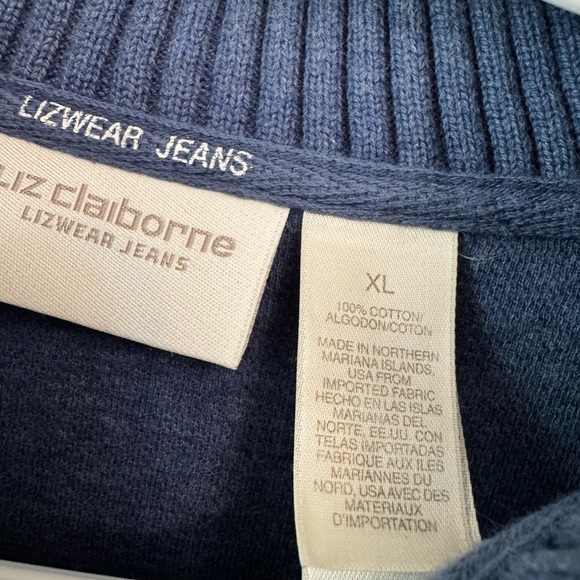 LIZWEAR JEANS
LIZ claiborne
LIZWEAR JEANS
XL
100% COTTON/
ALGODON/COTON
MADE IN NORTHERN
MARIANA ISLANDS,
USA FROM
IMPORTED FABRIC
HECHO EN LAS ISLAS
MARIANAS DEL
NORTE, EE.UU. CON
TELAS IMPORTADAS
FABRIQUE AUX ILES
MARIANNES DU
NORD, USA AVEC DES
MATERIAUX
D'IMPORTATION